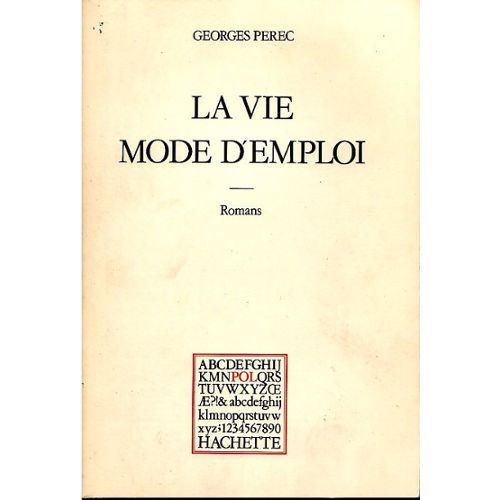 GEORGES PEREC
LA VIE
MODE D'EMPLOI
Romans
ABCDEFGHIJ
KMNPOLQRS
TUVWXYZŒ
Æ?!& abcdefghij
klmnopqrstuvw
xyz;1234567890
HACHETTE